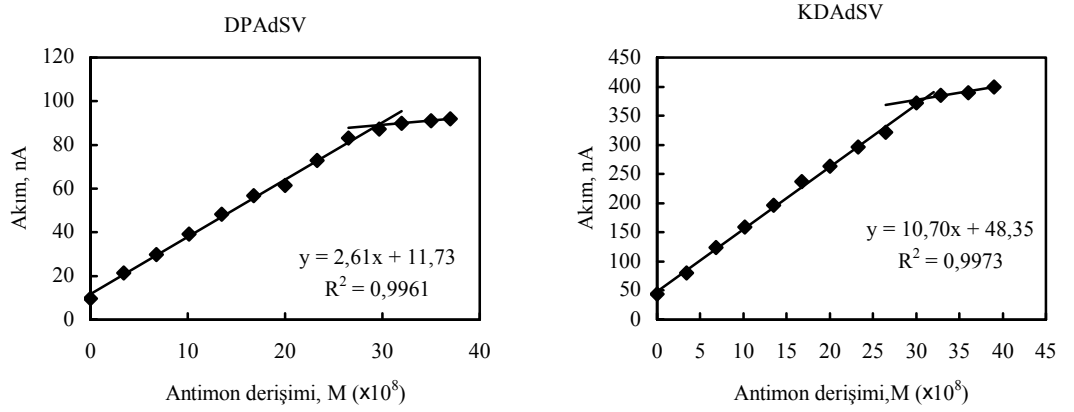 DPAdSV
120
100
80
60
40
20
0
0 10 20 30 40
Akım, nA
y = 2,61x + 11,73
R² = 0,9961
Antimon derişimi, M (x10⁸)
KDAdSV
450
400
350
300
250
200
150
100
50
0
0 5 10 15 20 25 30 35 40 45
Akım, nA
y = 10,70x + 48,35
R² = 0,9973
Antimon derişimi,M (x10⁸)